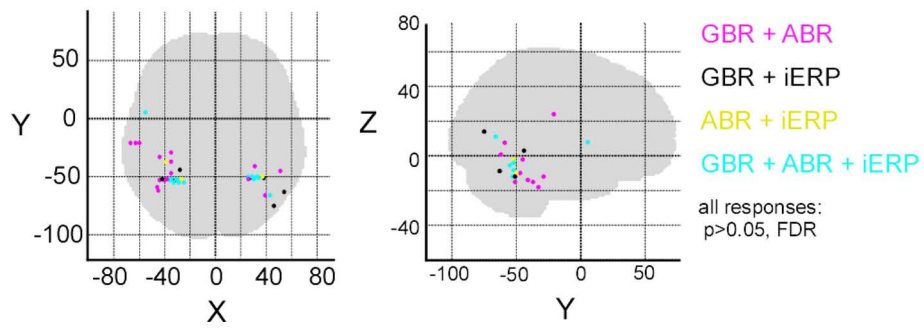 50
Y
0
-50
-100
-80
-40
0
40
80
X
80
40
Z
0
-40
-60
-100
-50
0
50
Y
GBR + ABR
GBR + iERP
ABR + iERP
GBR + ABR + iERP
all responses:
p>0.05, FDR